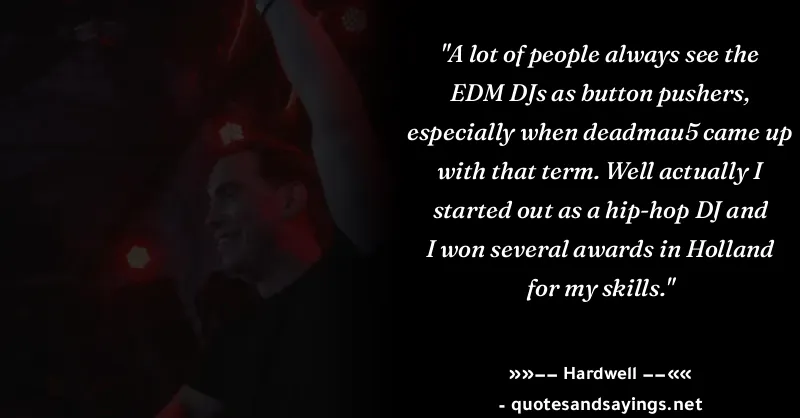 "A lot of people always see the
EDM DJs as button pushers,
especially when deadmau5 came up
with that term. Well actually I
started out as a hip-hop DJ and
I won several awards in Holland
for my skills."
»»−− Hardwell −−««
- quotesandsayings.net